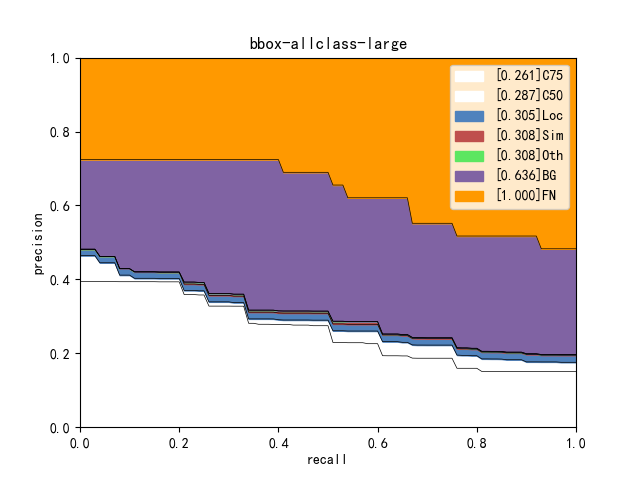 bbox-allclass-large
1.0
0.8
0.6
0.4
0.2
0.0
precision
[0.261]C75
[0.287]C50
[0.305]Loc
[0.308]Sim
[0.308]Oth
[0.636]BG
[1.000]FN
0.0 0.2 0.4 0.6 0.8 1.0
recall